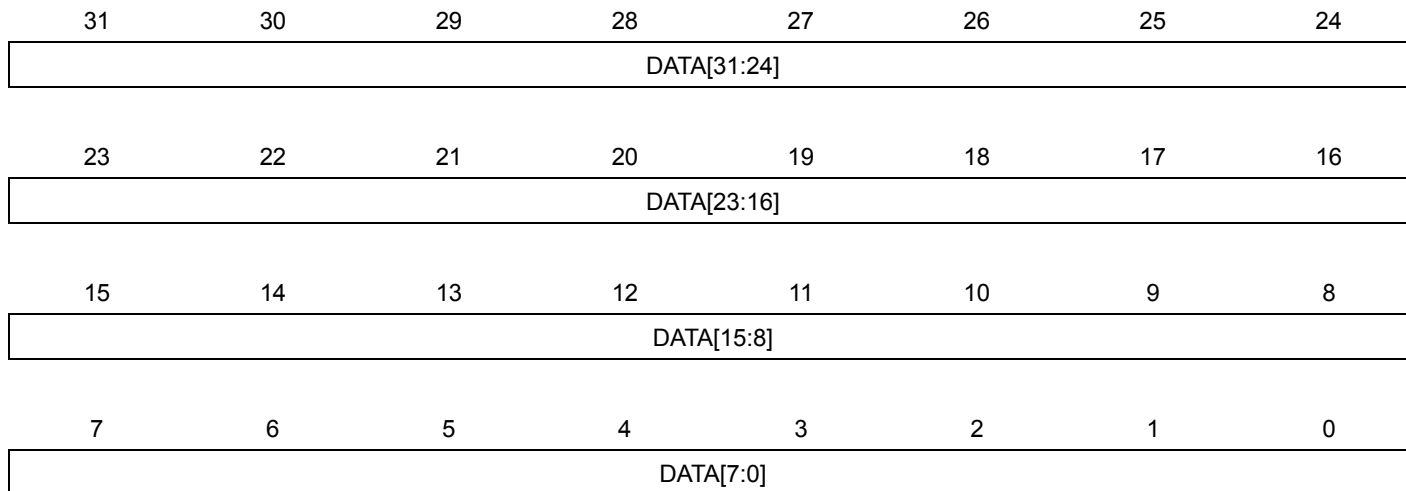 31 30 29 28 27 26 25 24
DATA[31:24]
23 22 21 20 19 18 17 16
DATA[23:16]
15 14 13 12 11 10 9 8
DATA[15:8]
7 6 5 4 3 2 1 0
DATA[7:0]